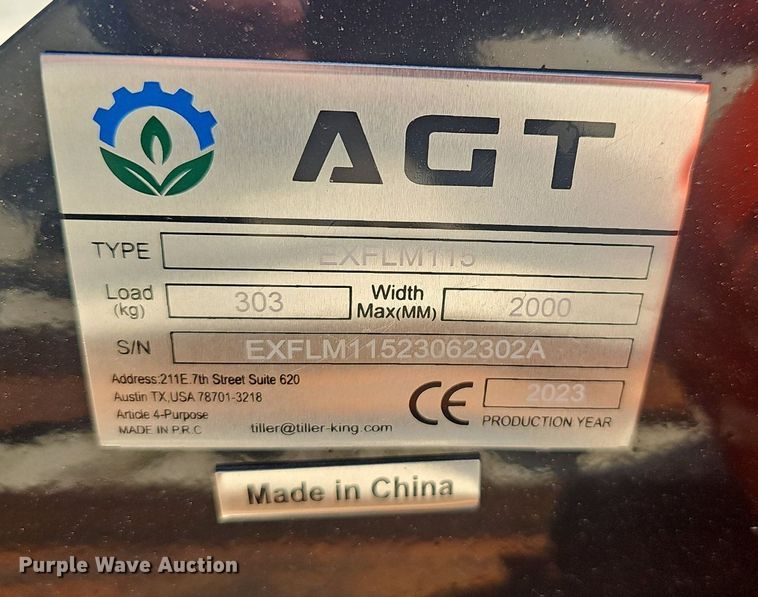 AGT
TYPE EXFLM115
Load (kg) 303 Width Max(MM) 2000
S/N EXFLM11523062302A
Address:211E.7th Street Suite 620
Austin TX,USA 78701-3218
Article 4-Purpose
MADE IN P.R.C tiller@tiller-king.com
CE 2023
PRODUCTION YEAR
Made in China
Purple Wave Auction